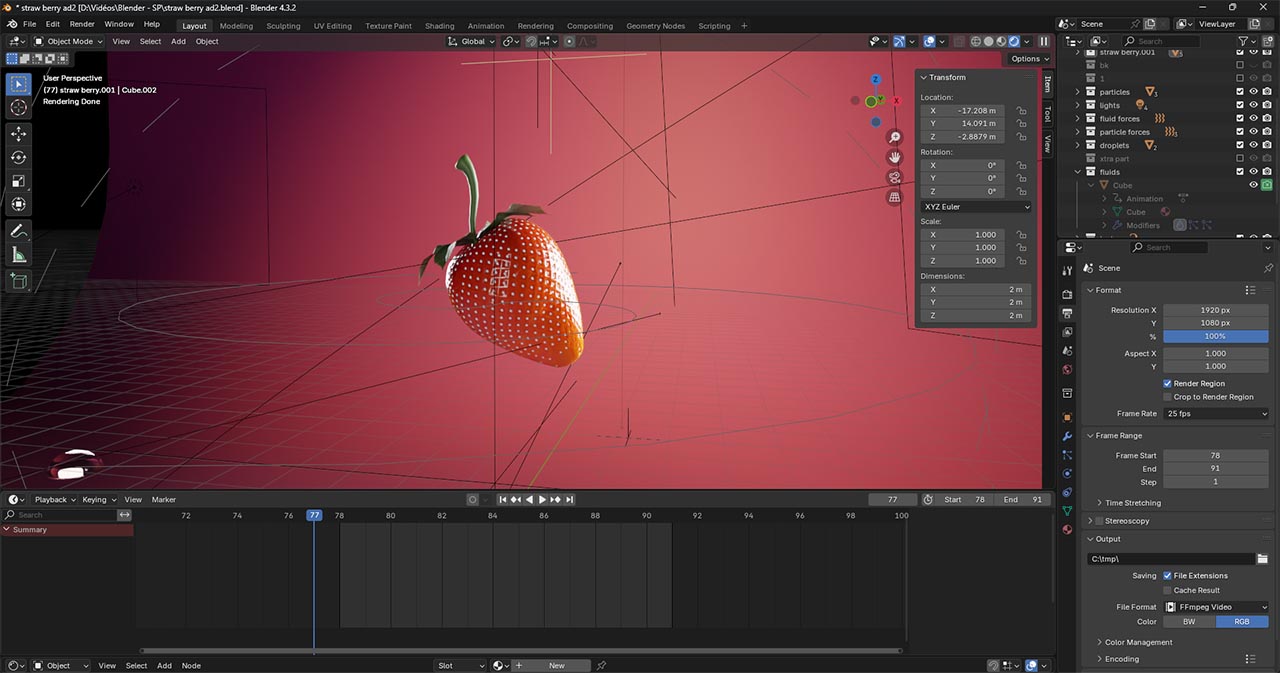 * straw berry ad2 [D:\Vidéos\Blender - SP\straw berry ad2.blend] - Blender 4.3.2
File Edit Render Window Help Layout Modeling Sculpting UV Editing Texture Paint Shading Animation Rendering Compositing Geometry Nodes Scripting + Scene ViewLayer
Object Mode View Select Add Object Global Search
Options
User Perspective
(77) straw berry.001 | Cube.002
Rendering Done
Transform
Location:
X -17.208 m
Y 14.091 m
Z -2.8879 m
Rotation:
X 0°
Y 0°
Z 0°
XYZ Euler
Scale:
X 1.000
Y 1.000
Z 1.000
Dimensions:
X 2 m
Y 2 m
Z 2 m
Item
Tool
View
Z
X
straw berry.001
bk
1
particles
lights
fluid forces
particle forces
droplets
xtra part
fluids
Cube
Animation
Cube
Modifiers
Search
Scene
Format
Resolution X 1920 px
Y 1080 px
% 100%
Aspect X 1.000
Y 1.000
Render Region
Crop to Render Region
Frame Rate 25 fps
Frame Range
Frame Start 78
End 91
Step 1
Time Stretching
Stereoscopy
Output
C:\tmp\
Saving File Extensions
Cache Result
File Format FFmpeg Video
Color BW RGB
Color Management
Encoding
Playback Keying View Marker 77 Start 78 End 91
Search 72 74 76 77 78 80 82 84 86 88 90 92 94 96 98 100
Summary
Object View Select Add Node Slot New